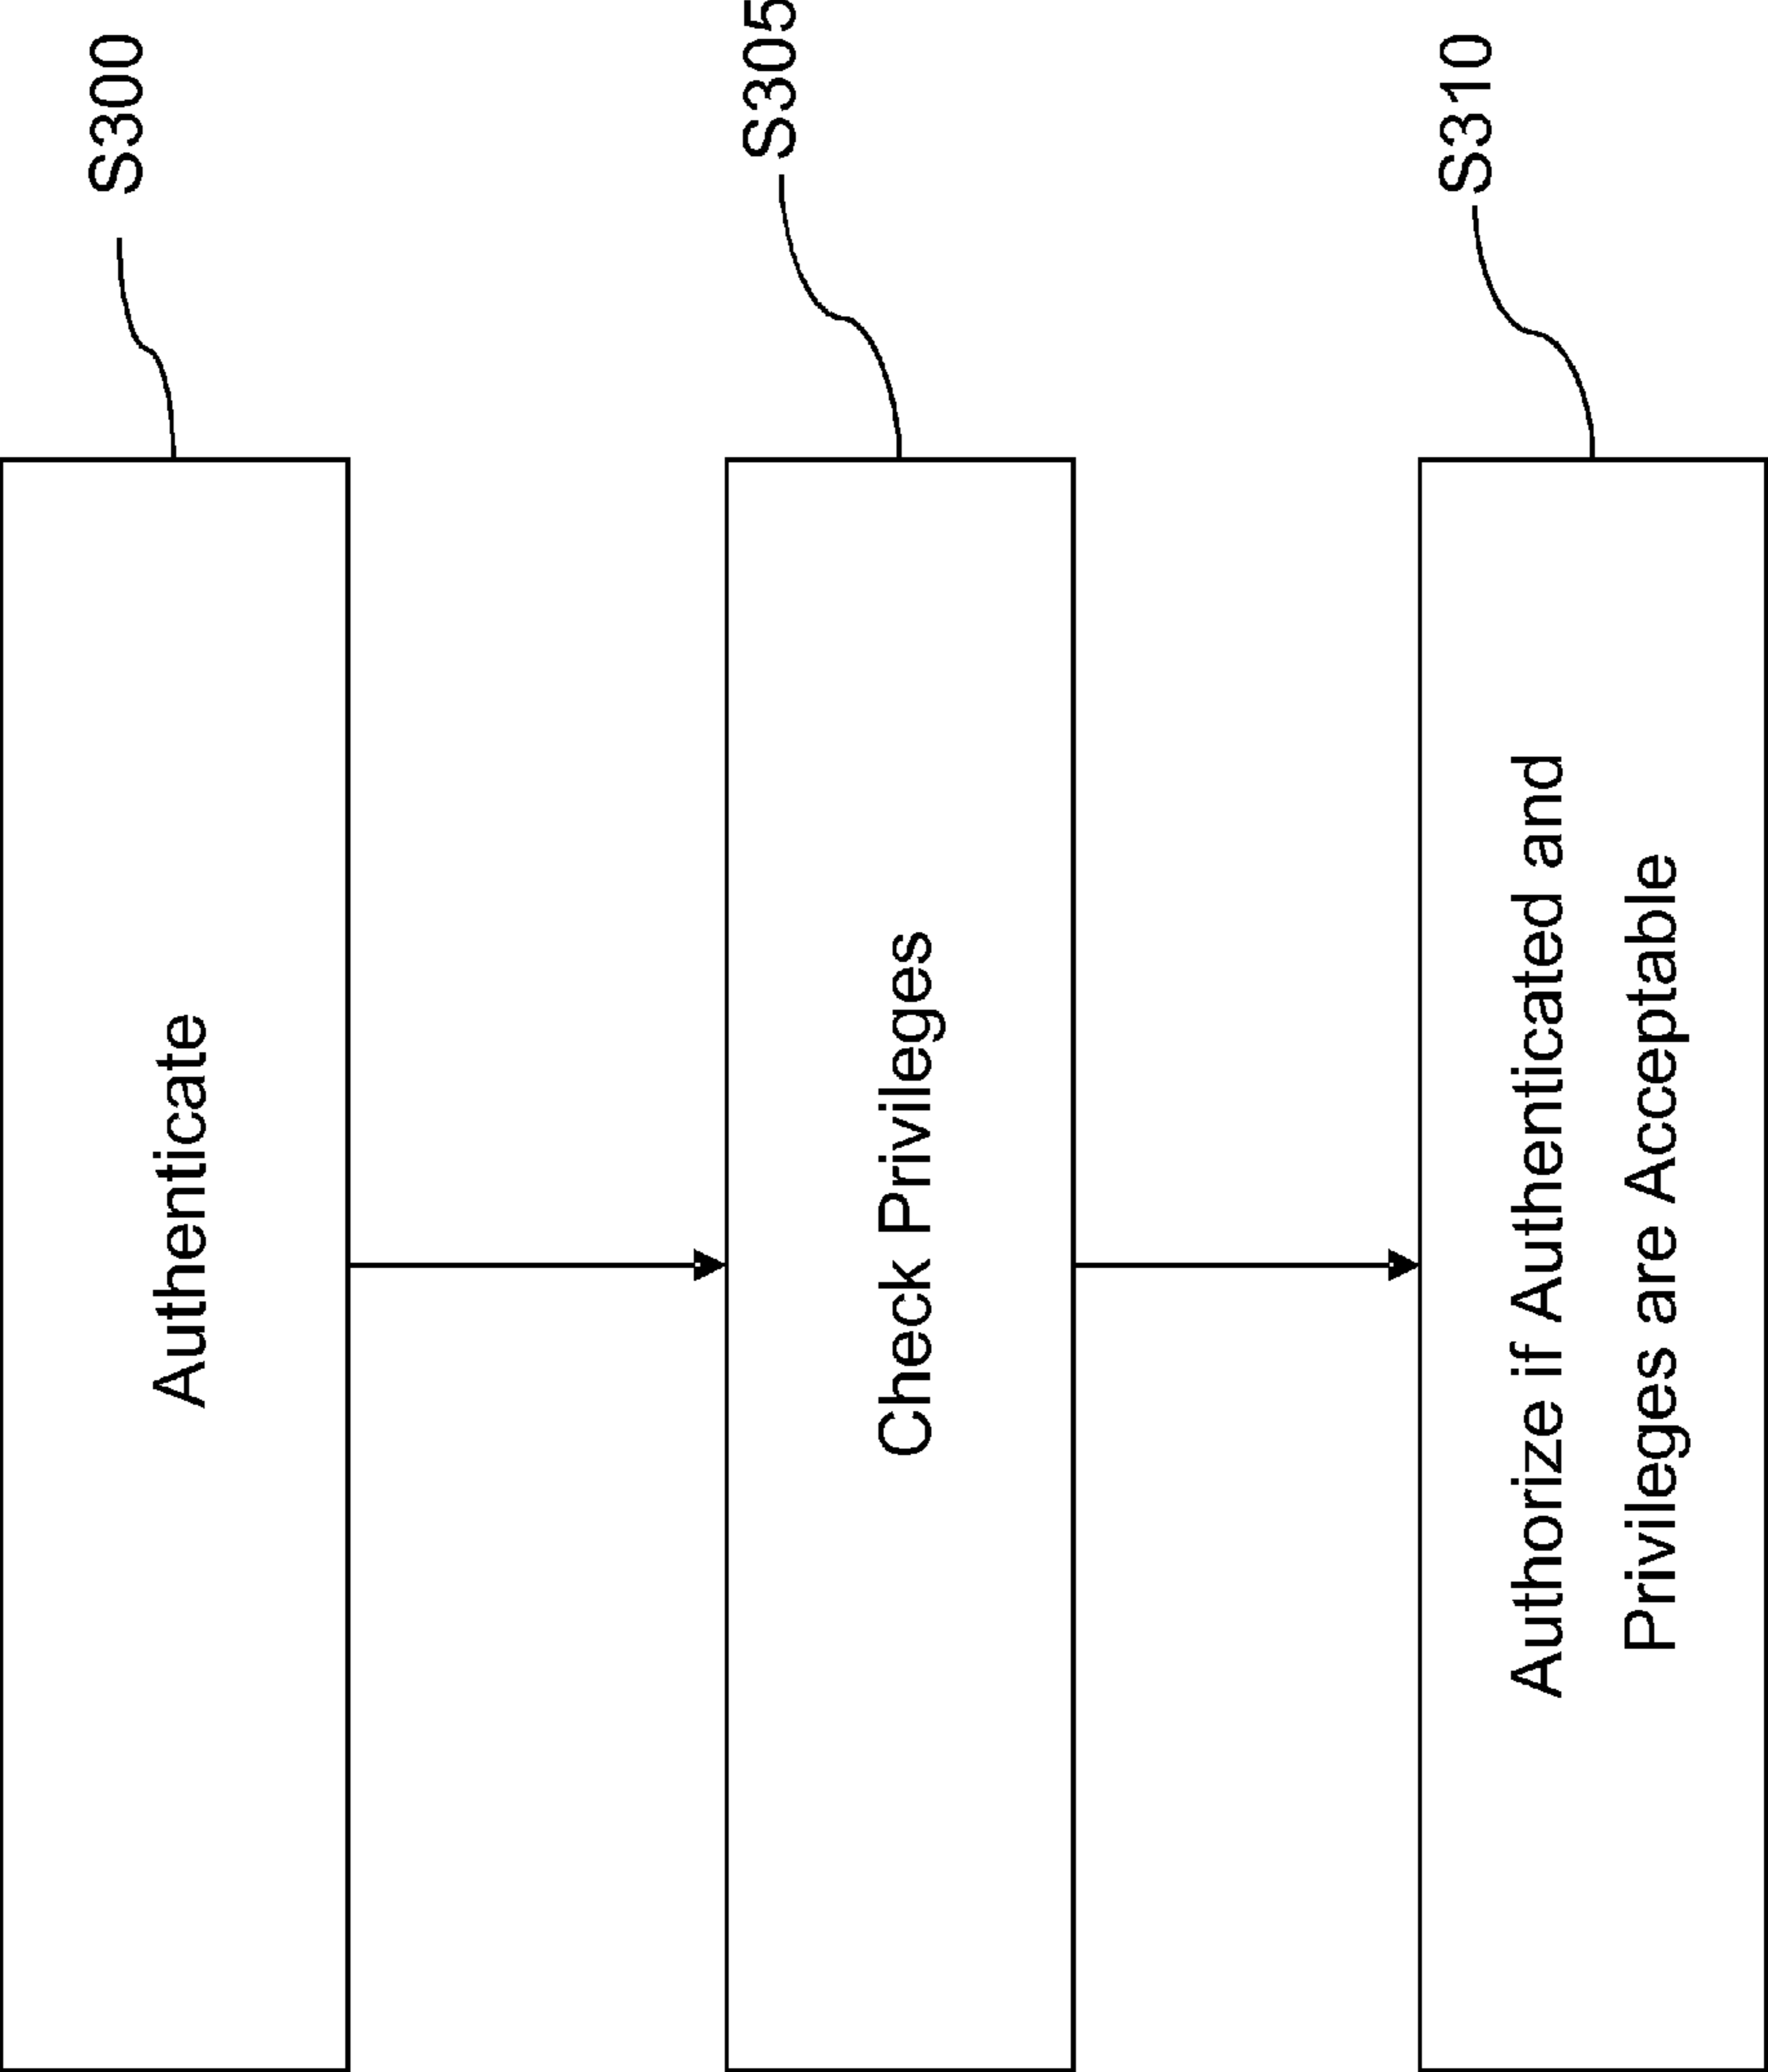 Authenticate
S300
Check Privileges
S305
Authorize if Authenticated and
Privileges are Acceptable
S310